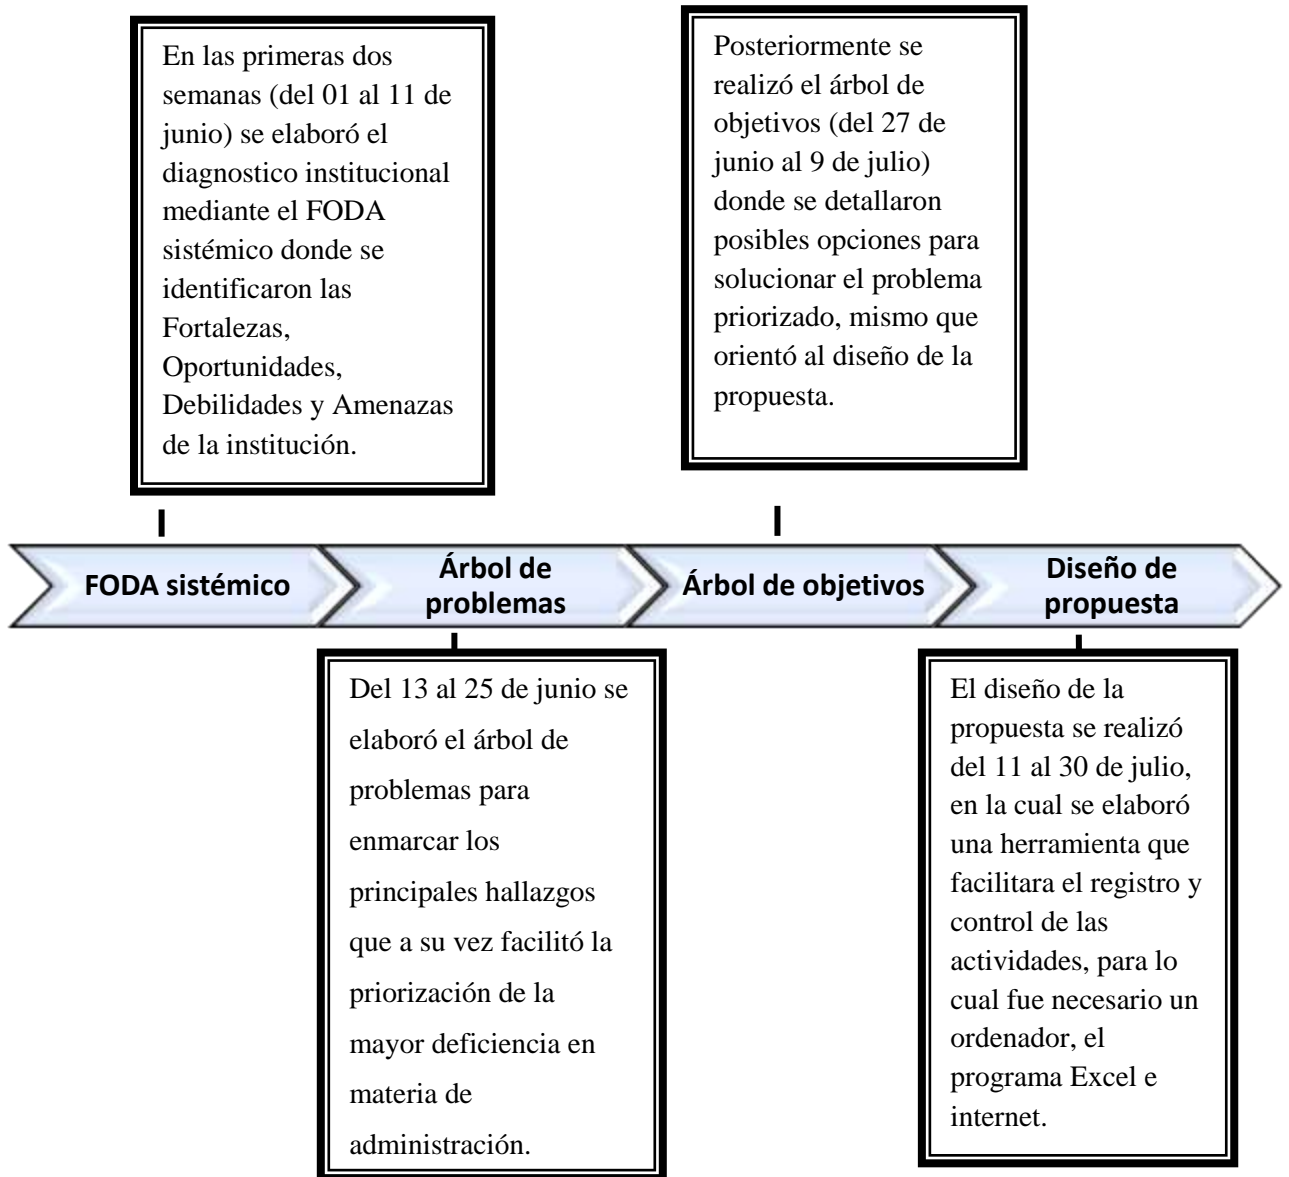 En las primeras dos
semanas (del 01 al 11 de
junio) se elaboró el
diagnostico institucional
mediante el FODA
sistémico donde se
identificaron las
Fortalezas,
Oportunidades,
Debilidades y Amenazas
de la institución.
Posteriormente se
realizó el árbol de
objetivos (del 27 de
junio al 9 de julio)
donde se detallaron
posibles opciones para
solucionar el problema
priorizado, mismo que
orientó al diseño de la
propuesta.
FODA sistémico
Árbol de
problemas
Árbol de objetivos
Diseño de
propuesta
Del 13 al 25 de junio se
elaboró el árbol de
problemas para
enmarcar los
principales hallazgos
que a su vez facilitó la
priorización de la
mayor deficiencia en
materia de
administración.
El diseño de la
propuesta se realizó
del 11 al 30 de julio,
en la cual se elaboró
una herramienta que
facilitara el registro y
control de las
actividades, para lo
cual fue necesario un
ordenador, el
programa Excel e
internet.